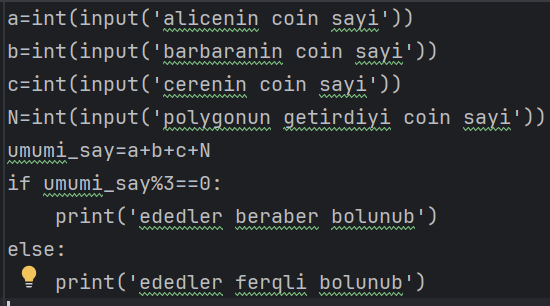 a=int(input('alicenin coin sayi'))
b=int(input('barbaranin coin sayi'))
c=int(input('cerenin coin sayi'))
N=int(input('polygonun getirdiyi coin sayi'))
umumi_say=a+b+c+N
if umumi_say%3==0:
    print('ededler beraber bolunub')
else:
    print('ededler ferqli bolunub')